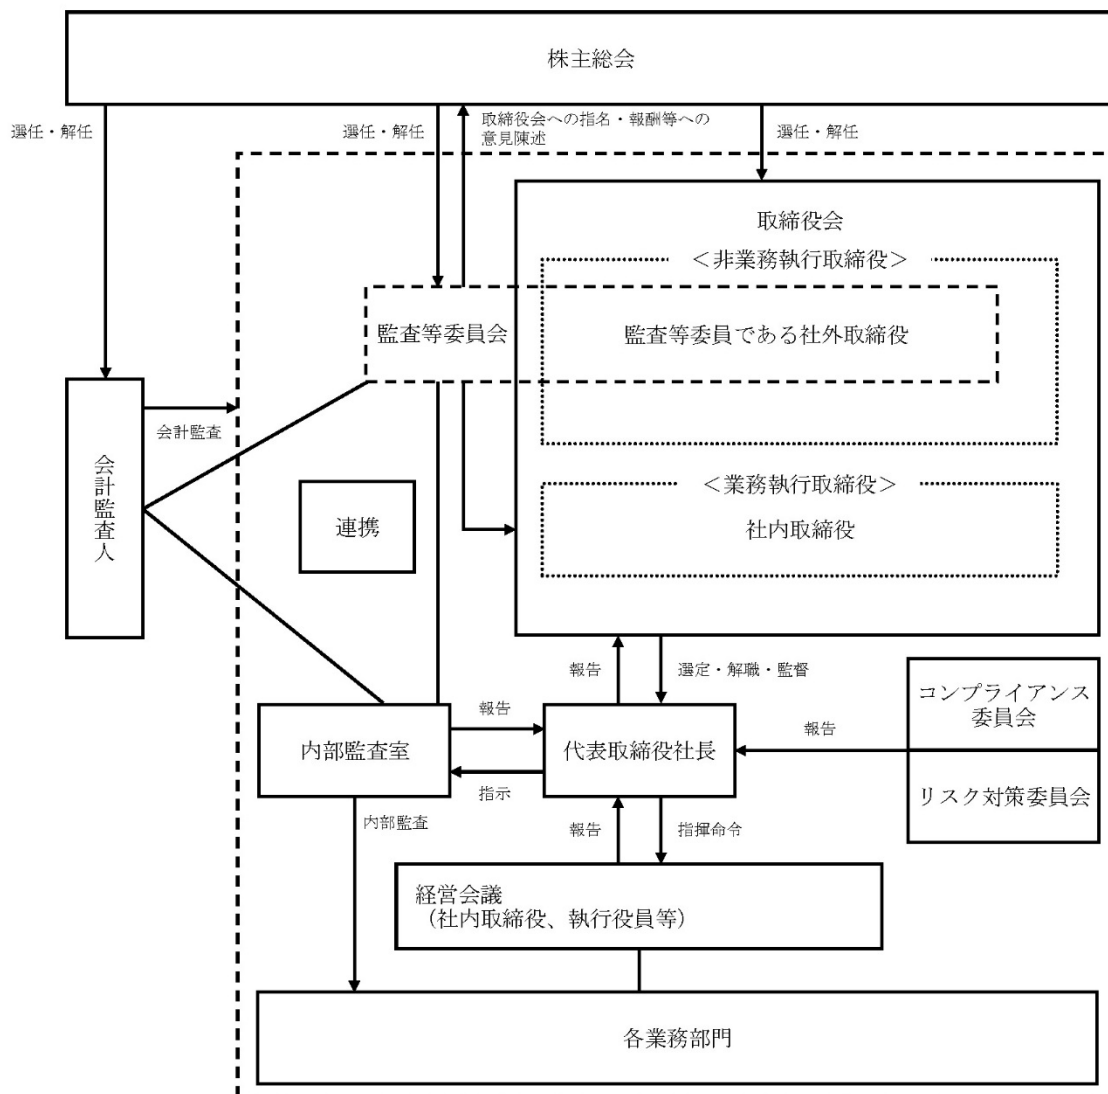 株主総会
選任・解任
選任・解任
取締役会への指名・報酬等への
意見陳述
選任・解任
取締役会
＜非業務執行取締役＞
監査等委員会
監査等委員である社外取締役
会計監査
会計監査人
＜業務執行取締役＞
社内取締役
連携
報告
選定・解職・監督
コンプライアンス
委員会
報告
内部監査室
報告
代表取締役社長
指示
リスク対策委員会
内部監査
報告
指揮命令
経営会議
（社内取締役、執行役員等）
各業務部門